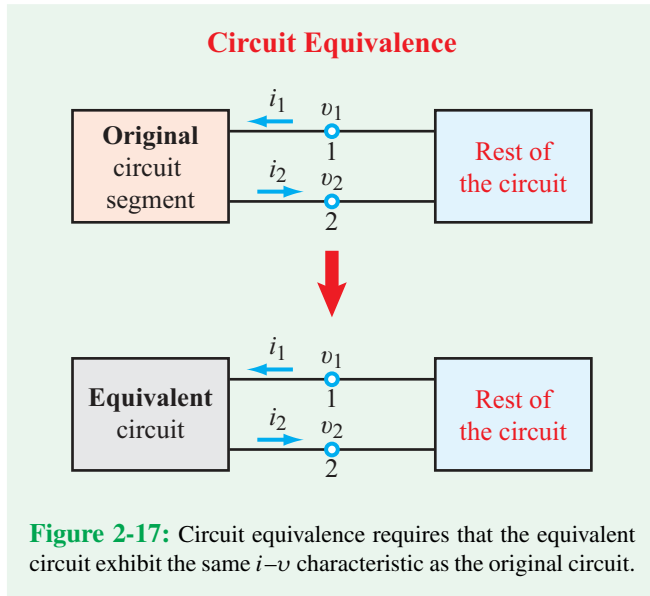 Circuit Equivalence
Original
circuit
segment
i₁
υ₁
1
i₂
υ₂
2
Rest of
the circuit
Equivalent
circuit
i₁
υ₁
1
i₂
υ₂
2
Rest of
the circuit
Figure 2-17: Circuit equivalence requires that the equivalent
circuit exhibit the same i–υ characteristic as the original circuit.